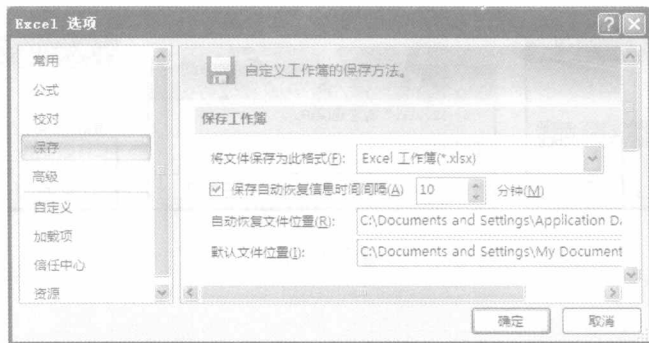 Excel 选项
常用
公式
校对
保存
高级
自定义
加载项
信任中心
资源
自定义工作簿的保存方法。
保存工作簿
将文件保存为此格式(F): Excel 工作簿(*.xlsx)
保存自动恢复信息时间间隔(A) 10 分钟(M)
自动恢复文件位置(R): C:\Documents and Settings\Application Da
默认文件位置(I): C:\Documents and Settings\My Document
确定 取消